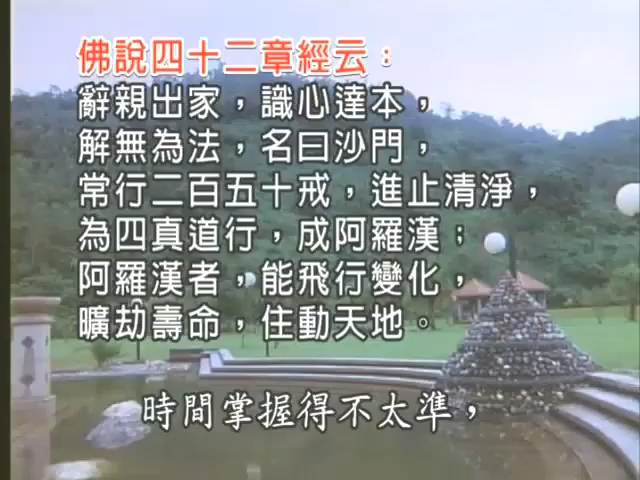 佛說四十二章經云：
辭親出家，識心達本，
解無為法，名曰沙門，
常行二百五十戒，進止清淨，
為四真道行，成阿羅漢；
阿羅漢者，能飛行變化，
曠劫壽命，住動天地。
時間掌握得不太準，